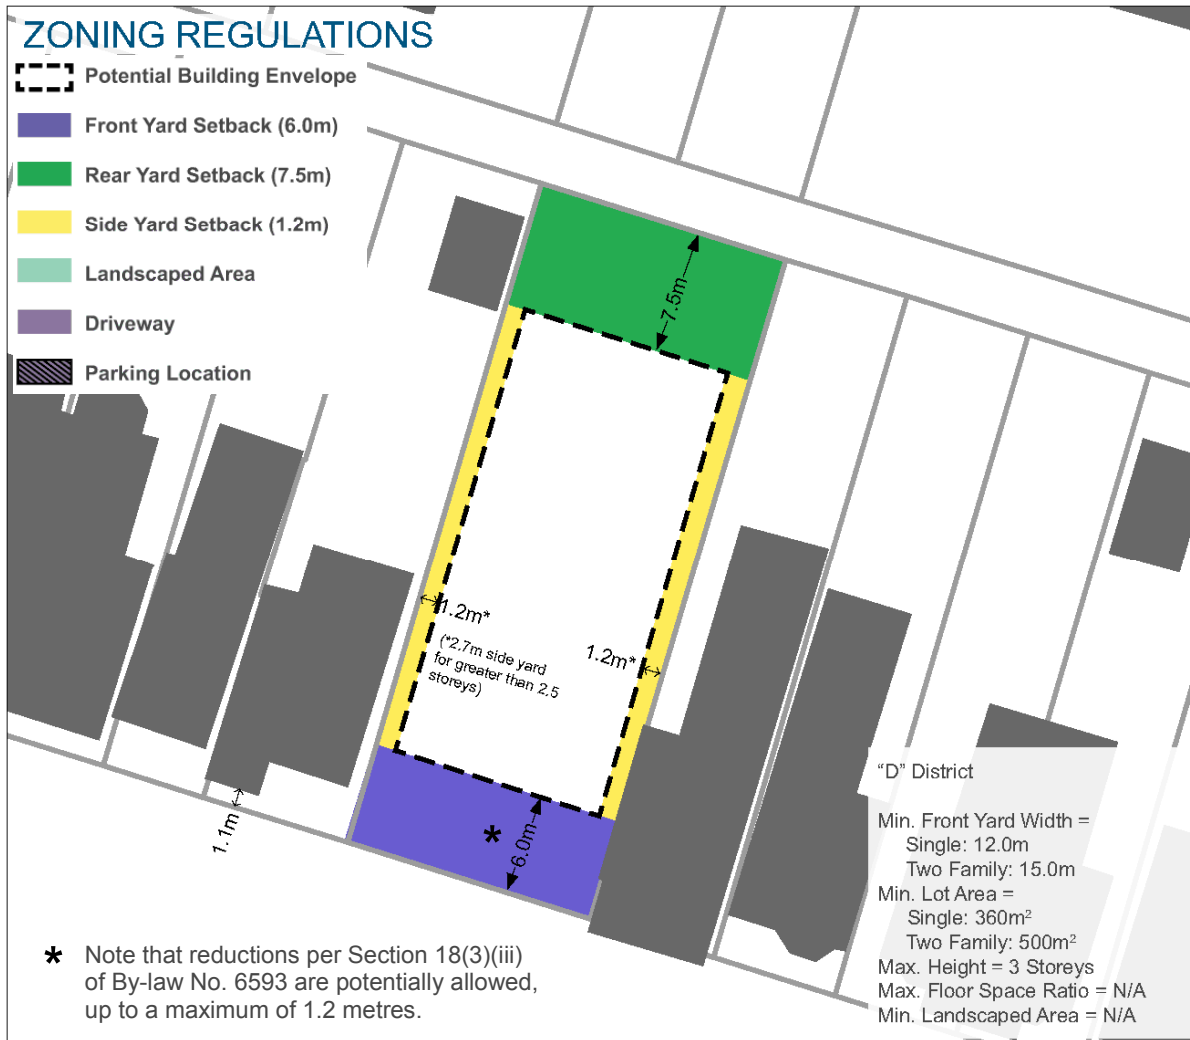 ZONING REGULATIONS
Potential Building Envelope
Front Yard Setback (6.0m)
Rear Yard Setback (7.5m)
Side Yard Setback (1.2m)
Landscaped Area
Driveway
Parking Location
7.5m
1.2m*
(*2.7m side yard
for greater than 2.5
storeys)
1.2m*
1.1m
* 6.0m
"D" District
Min. Front Yard Width =
Single: 12.0m
Two Family: 15.0m
Min. Lot Area =
Single: 360m²
Two Family: 500m²
Max. Height = 3 Storeys
Max. Floor Space Ratio = N/A
Min. Landscaped Area = N/A
* Note that reductions per Section 18(3)(iii)
of By-law No. 6593 are potentially allowed,
up to a maximum of 1.2 metres.